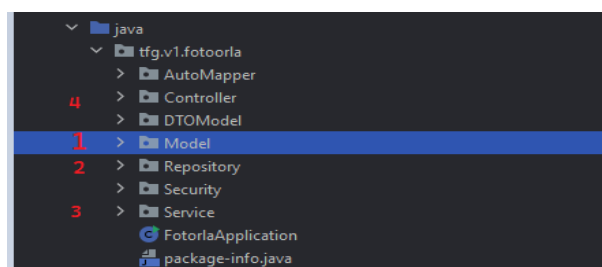 java
tfg.v1.fotoorla
AutoMapper
4 Controller
DTOModel
1 Model
2 Repository
Security
3 Service
FotorlaApplication
package-info.java